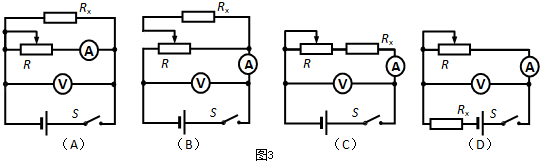 Rx Rx
R A R A V S V S
R Rx A V S
R A V Rx S
(A) (B) (C) (D)
图3